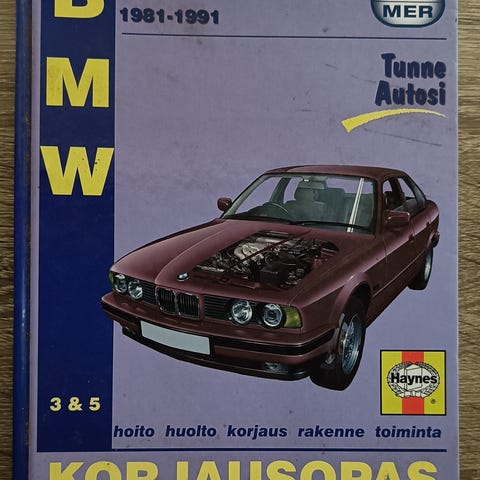 BMW
1981-1991
MER
Tunne
Autosi
Haynes
®
3 & 5
hoito huolto korjaus rakenne toiminta
KORJAUSOPAS